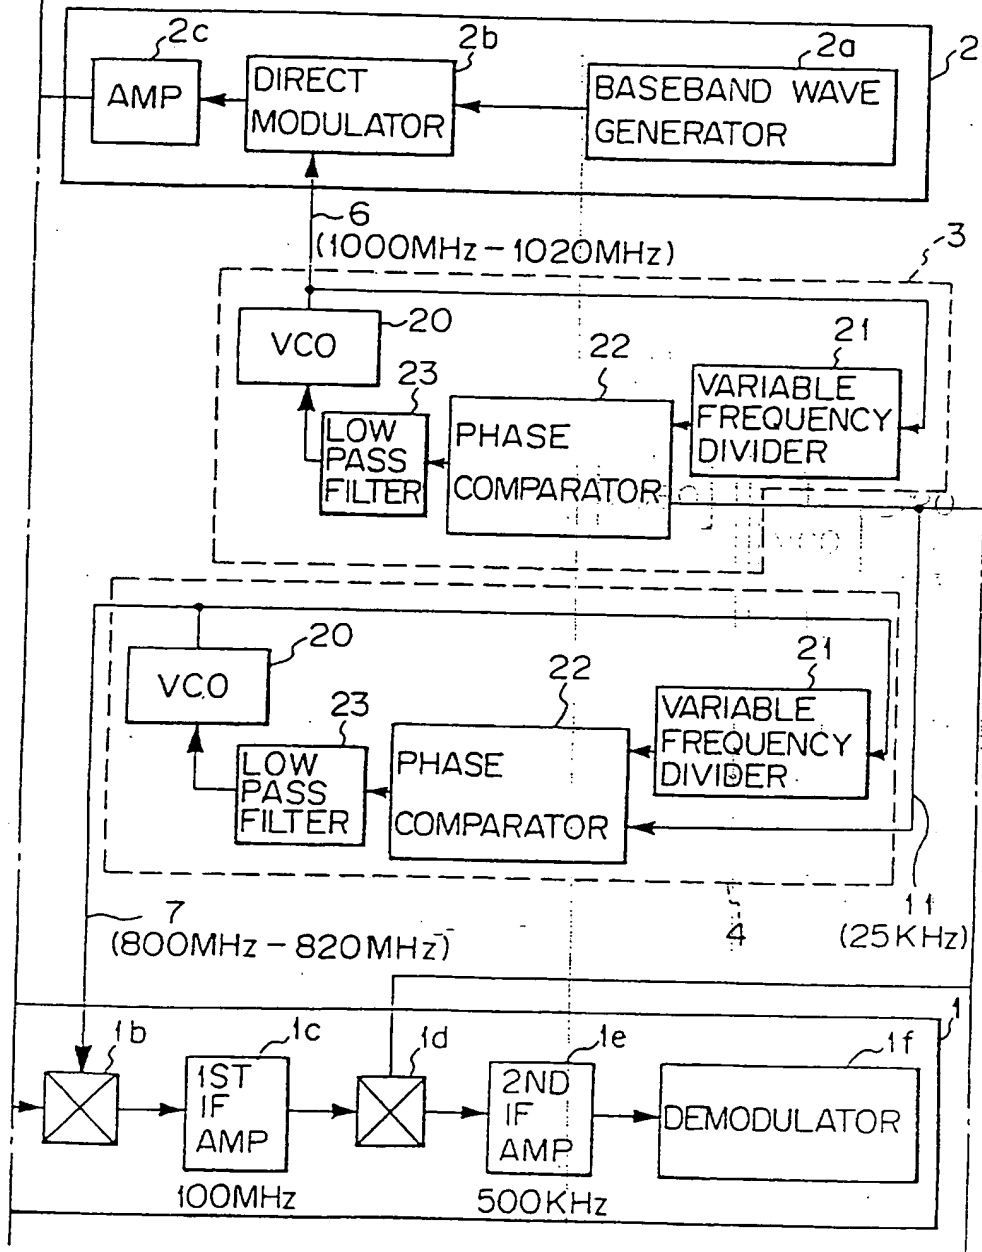 2c
2b
2a
2
AMP
DIRECT
MODULATOR
BASEBAND WAVE
GENERATOR
6
(1000MHz-1020MHz)
3
20
VCO
23
22
21
LOW
PASS
FILTER
PHASE
COMPARATOR
VARIABLE
FREQUENCY
DIVIDER
20
VCO
23
22
21
LOW
PASS
FILTER
PHASE
COMPARATOR
VARIABLE
FREQUENCY
DIVIDER
7
(800MHz-820MHz)
4
11
(25KHz)
1
1b
1c
1d
1e
1f
1ST
IF
AMP
2ND
IF
AMP
DEMODULATOR
100MHz
500KHz